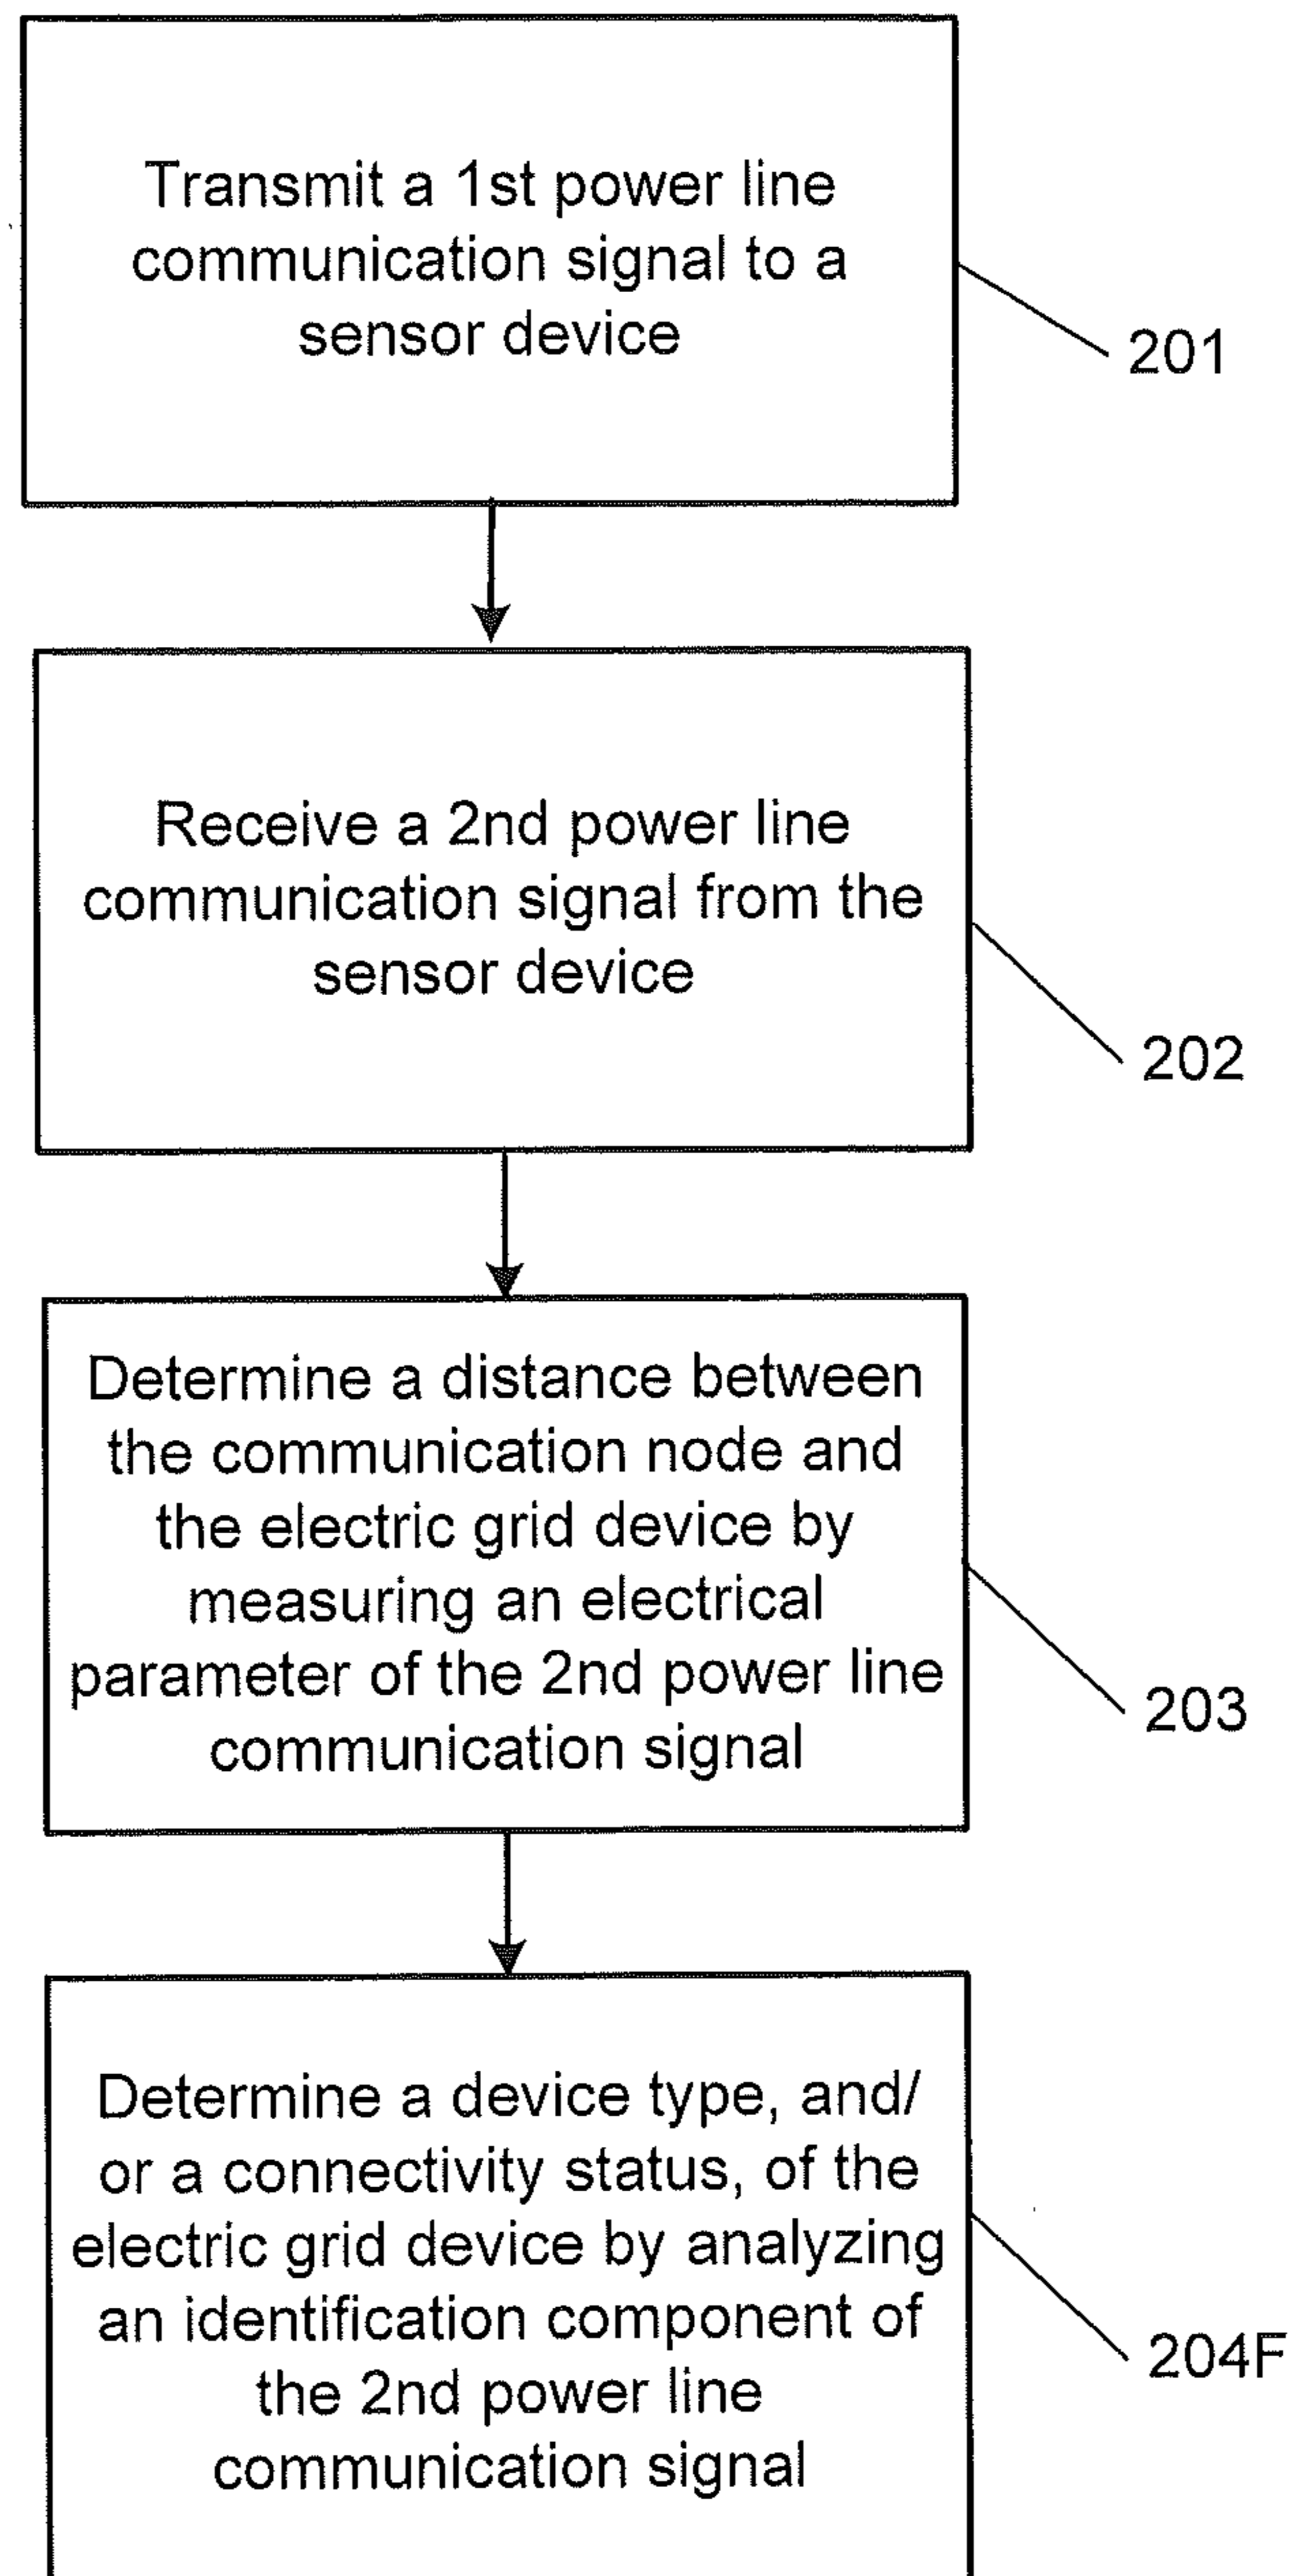 Transmit a 1st power line
communication signal to a
sensor device
201
Receive a 2nd power line
communication signal from the
sensor device
202
Determine a distance between
the communication node and
the electric grid device by
measuring an electrical
parameter of the 2nd power line
communication signal
203
Determine a device type, and/
or a connectivity status, of the
electric grid device by analyzing
an identification component of
the 2nd power line
communication signal
204F